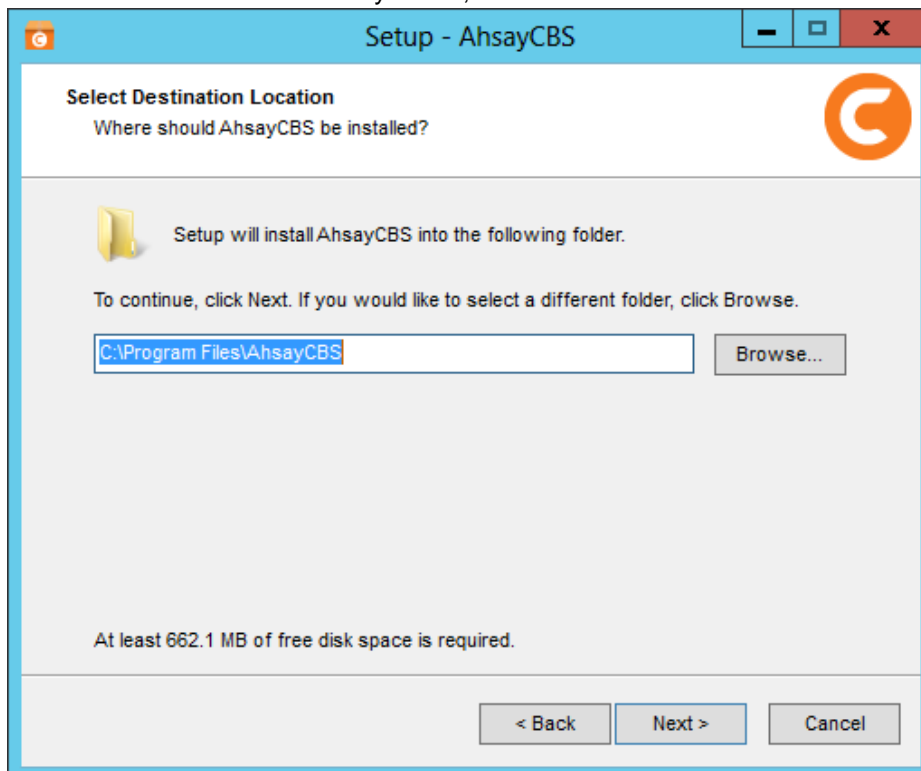 Setup - AhsayCBS
Select Destination Location
Where should AhsayCBS be installed?
Setup will install AhsayCBS into the following folder.
To continue, click Next. If you would like to select a different folder, click Browse.
C:\Program Files\AhsayCBS
Browse...
At least 662.1 MB of free disk space is required.
< Back
Next >
Cancel